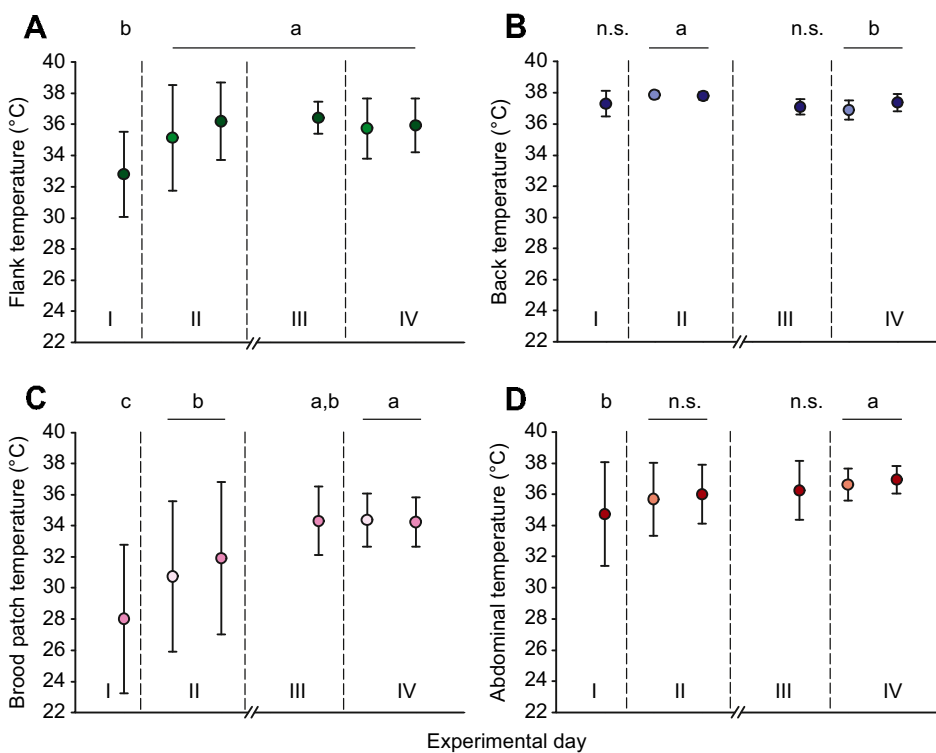 A
b
a
Flank temperature (°C)
40
38
36
34
32
30
28
26
24
22
I
II
III
IV
B
n.s.
a
n.s.
b
Back temperature (°C)
40
38
36
34
32
30
28
26
24
22
I
II
III
IV
C
c
b
a,b
a
Brood patch temperature (°C)
40
38
36
34
32
30
28
26
24
22
I
II
III
IV
D
b
n.s.
n.s.
a
Abdominal temperature (°C)
40
38
36
34
32
30
28
26
24
22
I
II
III
IV
Experimental day